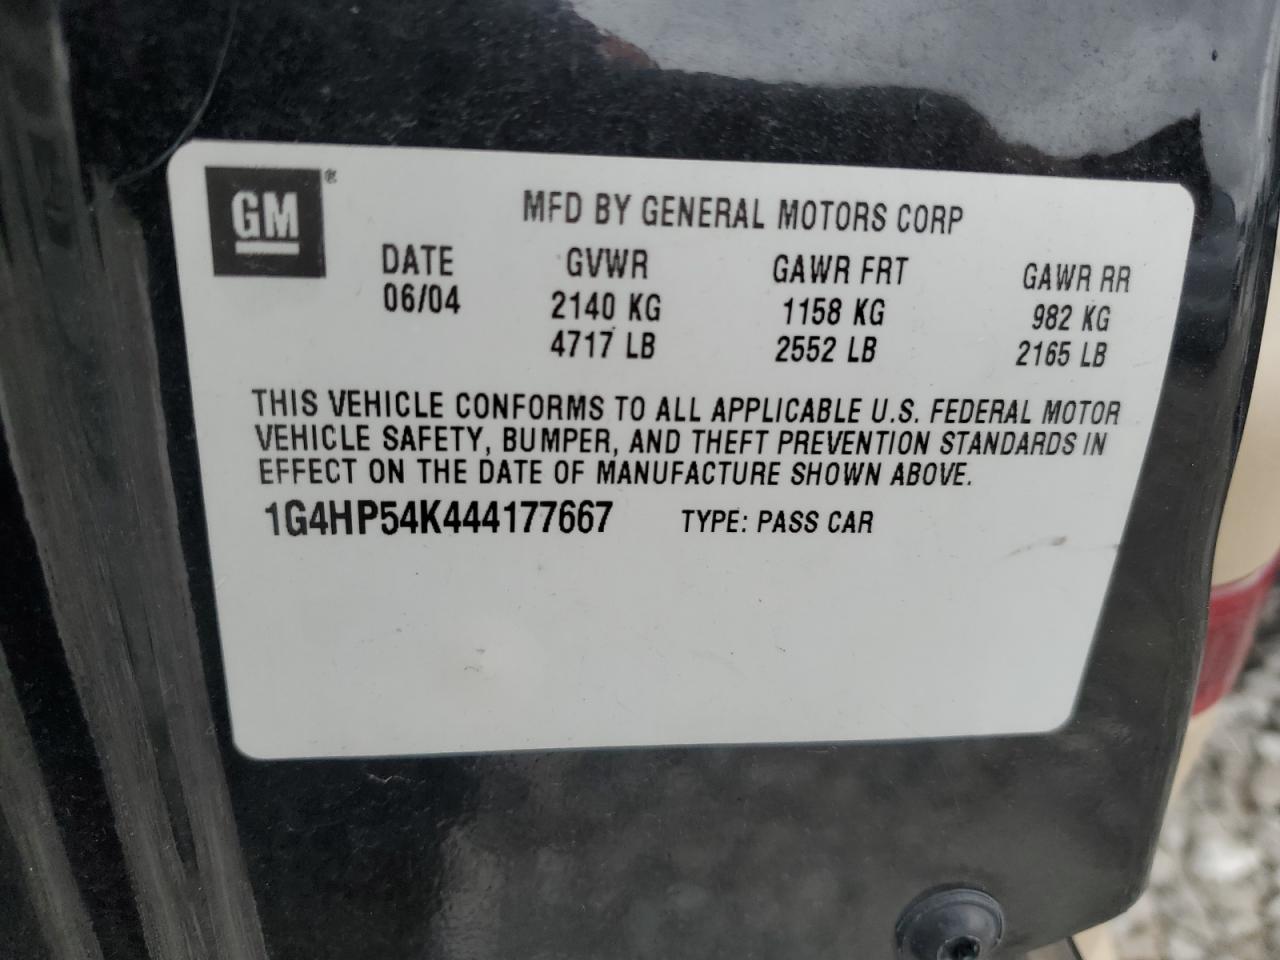 GM®
MFD BY GENERAL MOTORS CORP
DATE GVWR GAWR FRT GAWR RR
06/04 2140 KG 1158 KG 982 KG
4717 LB 2552 LB 2165 LB
THIS VEHICLE CONFORMS TO ALL APPLICABLE U.S. FEDERAL MOTOR
VEHICLE SAFETY, BUMPER, AND THEFT PREVENTION STANDARDS IN
EFFECT ON THE DATE OF MANUFACTURE SHOWN ABOVE.
1G4HP54K444177667 TYPE: PASS CAR